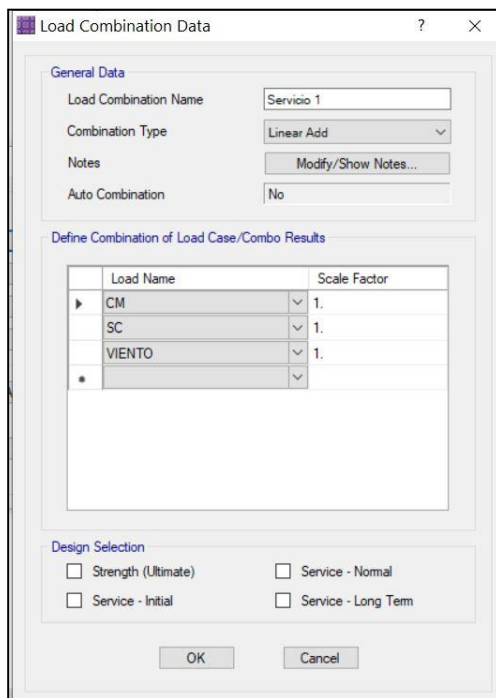 Load Combination Data ? ×
General Data
Load Combination Name Servicio 1
Combination Type Linear Add
Notes Modify/Show Notes...
Auto Combination No
Define Combination of Load Case/Combo Results
Load Name Scale Factor
CM 1.
SC 1.
VIENTO 1.
Design Selection
Strength (Ultimate) Service - Normal
Service - Initial Service - Long Term
OK Cancel